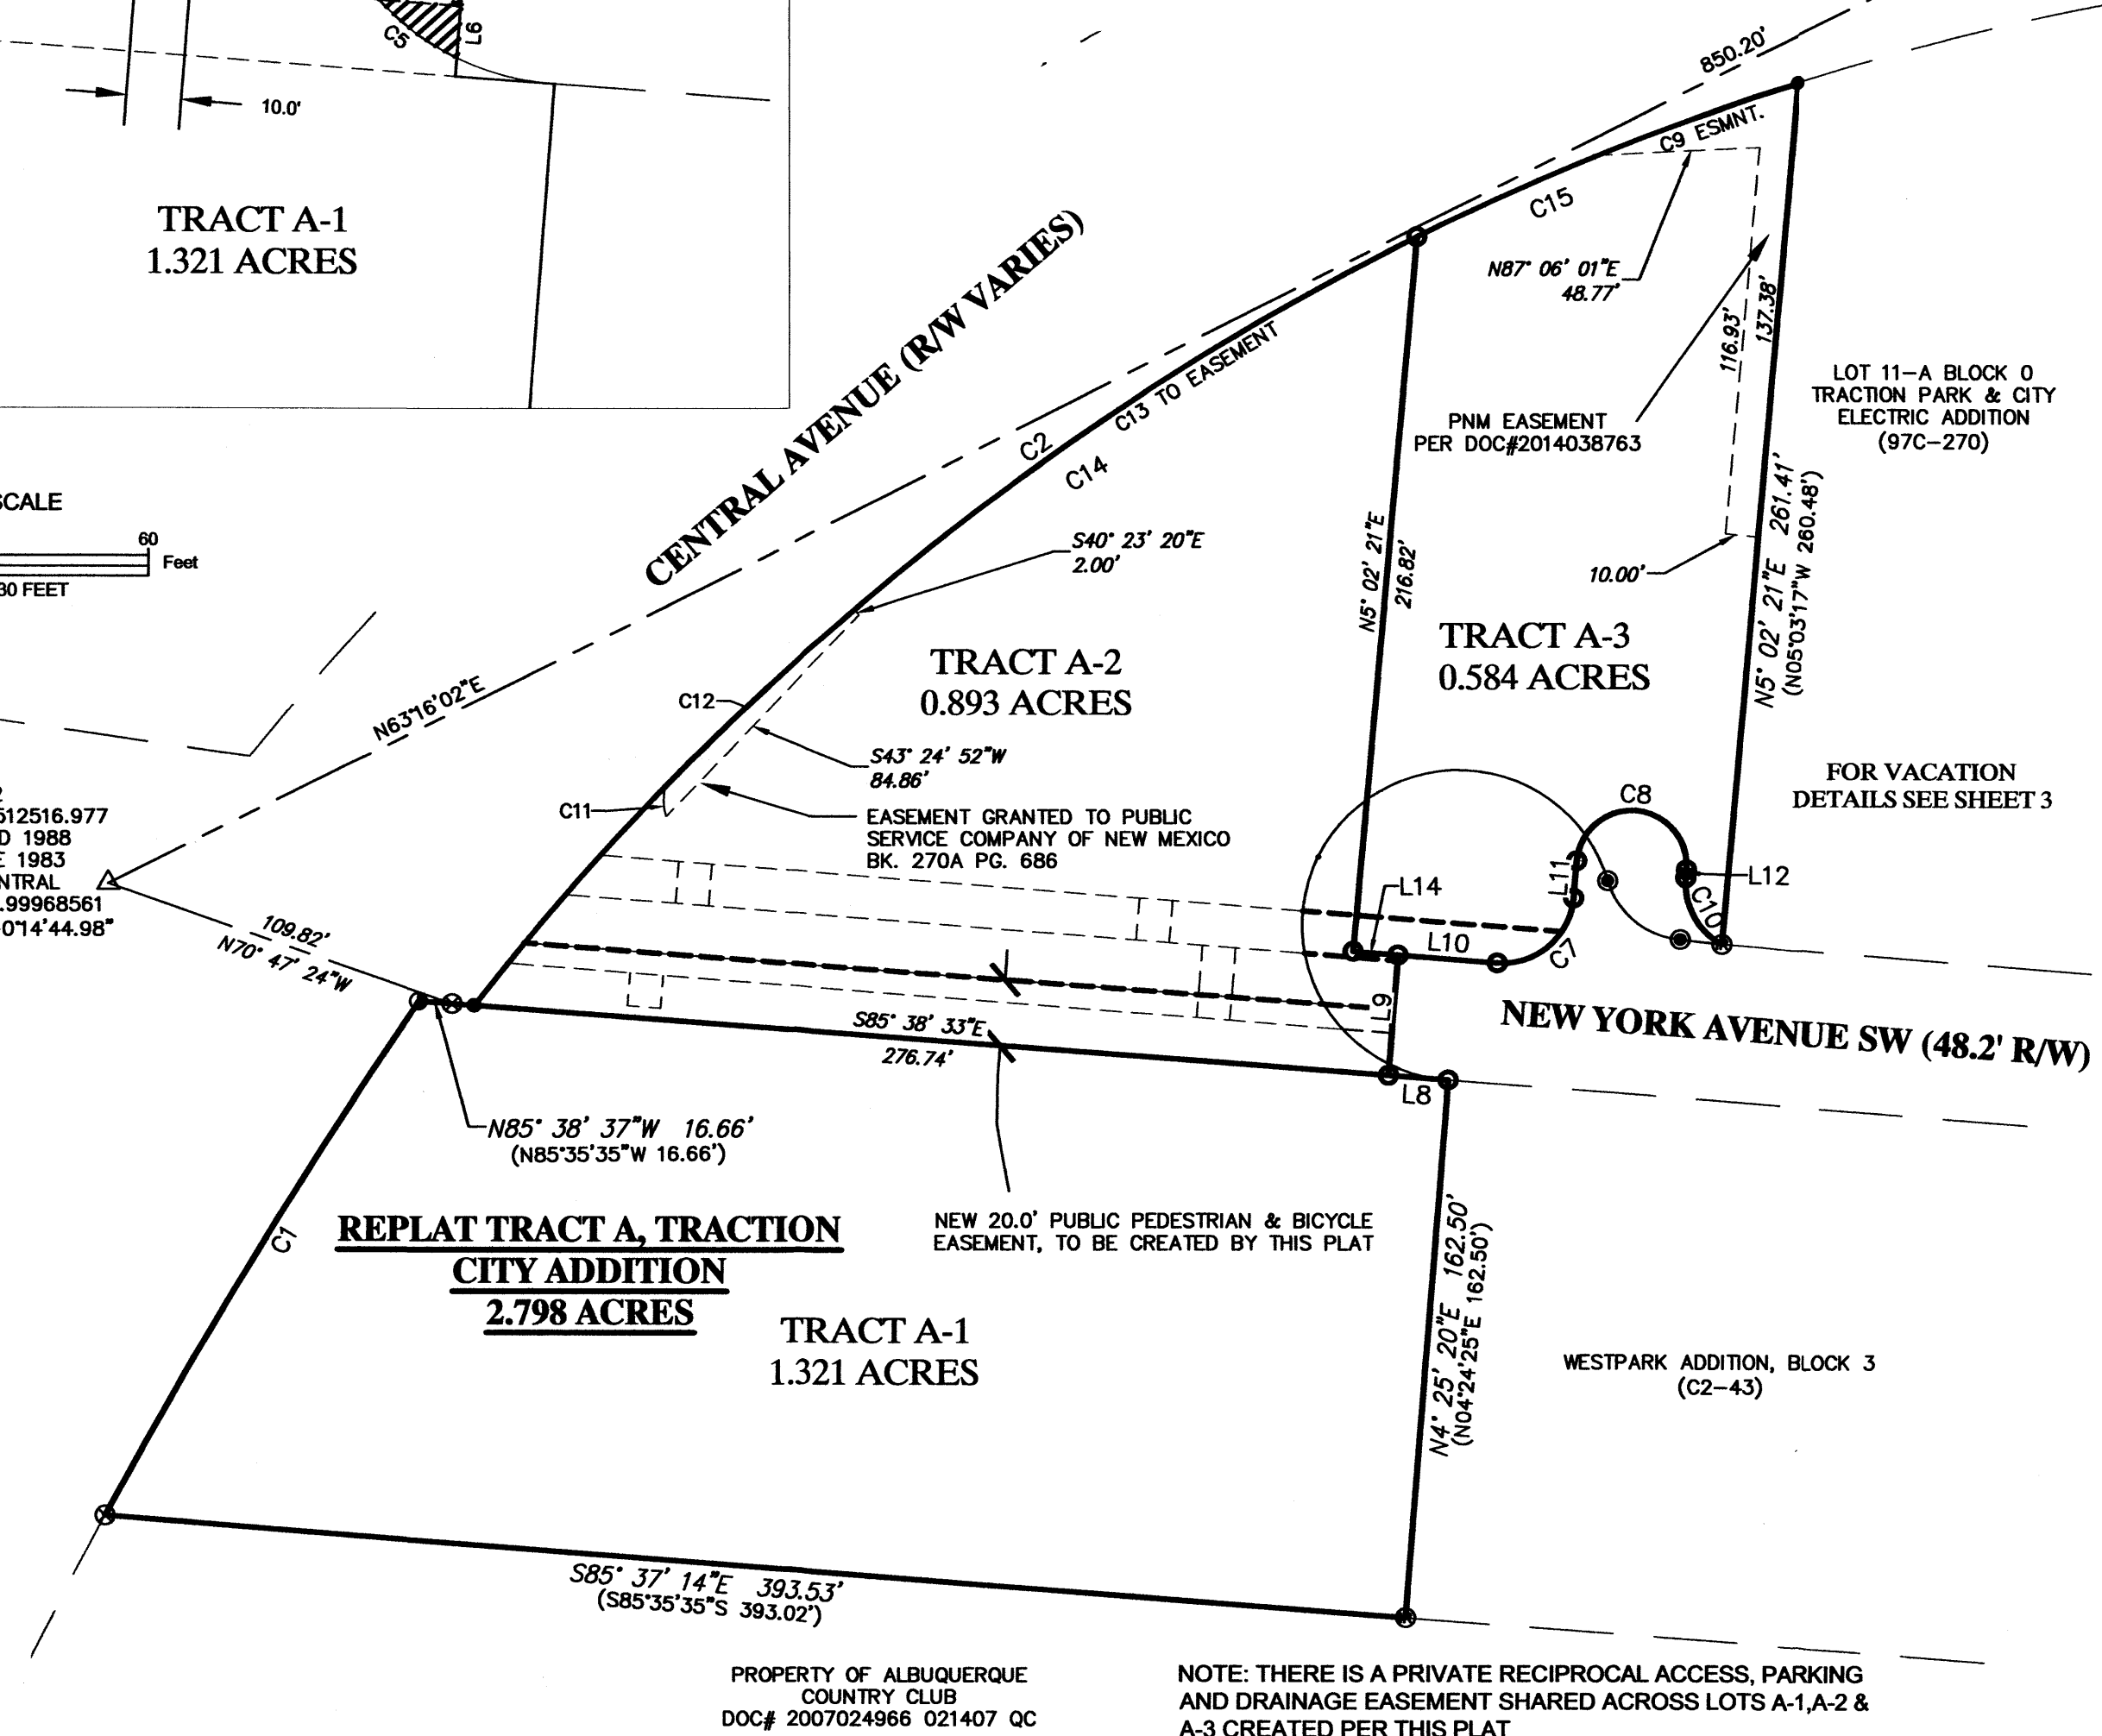 C5
L6
10.0'
TRACT A-1
1.321 ACRES
850.20'
C9 ESMNT.
C15
N87° 06' 01"E
48.77'
116.93'
137.38'
CENTRAL AVENUE (R/W VARIES)
C2
C13 TO EASEMENT
C14
PNM EASEMENT
PER DOC#2014038763
LOT 11-A BLOCK 0
TRACTION PARK & CITY
ELECTRIC ADDITION
(97C-270)
SCALE
60
Feet
30 FEET
S40° 23' 20"E
2.00'
N5° 02' 21"E
216.82'
10.00'
N5° 02' 21"E 261.41'
(N05°03'17"W 260.48')
TRACT A-2
0.893 ACRES
TRACT A-3
0.584 ACRES
N63°16'02"E
C12
S43° 24' 52"W
84.86'
C11
EASEMENT GRANTED TO PUBLIC
SERVICE COMPANY OF NEW MEXICO
BK. 270A PG. 686
FOR VACATION
DETAILS SEE SHEET 3
512516.977
D 1988
E 1983
NTRAL
.99968561
0°14'44.98"
C8
L11
L12
C10
L14
L10
C7
L9
109.82'
N70° 47' 24"W
NEW YORK AVENUE SW (48.2' R/W)
S85° 38' 33"E
276.74'
L8
N85° 38' 37"W 16.66'
(N85°35'35"W 16.66')
C1
REPLAT TRACT A, TRACTION
CITY ADDITION
2.798 ACRES
NEW 20.0' PUBLIC PEDESTRIAN & BICYCLE
EASEMENT, TO BE CREATED BY THIS PLAT
TRACT A-1
1.321 ACRES
N4° 25' 20"E 162.50'
(N04°24'25"E 162.50')
WESTPARK ADDITION, BLOCK 3
(C2-43)
S85° 37' 14"E 393.53'
(S85°35'35"S 393.02')
PROPERTY OF ALBUQUERQUE
COUNTRY CLUB
DOC# 2007024966 021407 QC
NOTE: THERE IS A PRIVATE RECIPROCAL ACCESS, PARKING
AND DRAINAGE EASEMENT SHARED ACROSS LOTS A-1,A-2 &
A-3 CREATED PER THIS PLAT